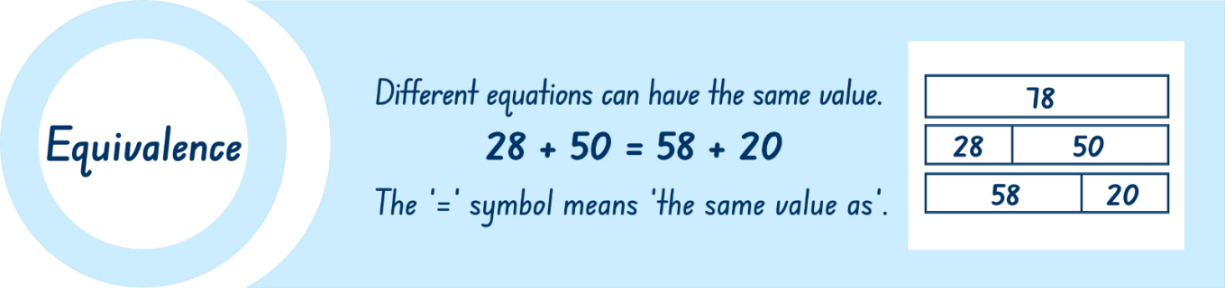 Equivalence
Different equations can have the same value.
28 + 50 = 58 + 20
The '=' symbol means 'the same value as'.
78
28 50
58 20